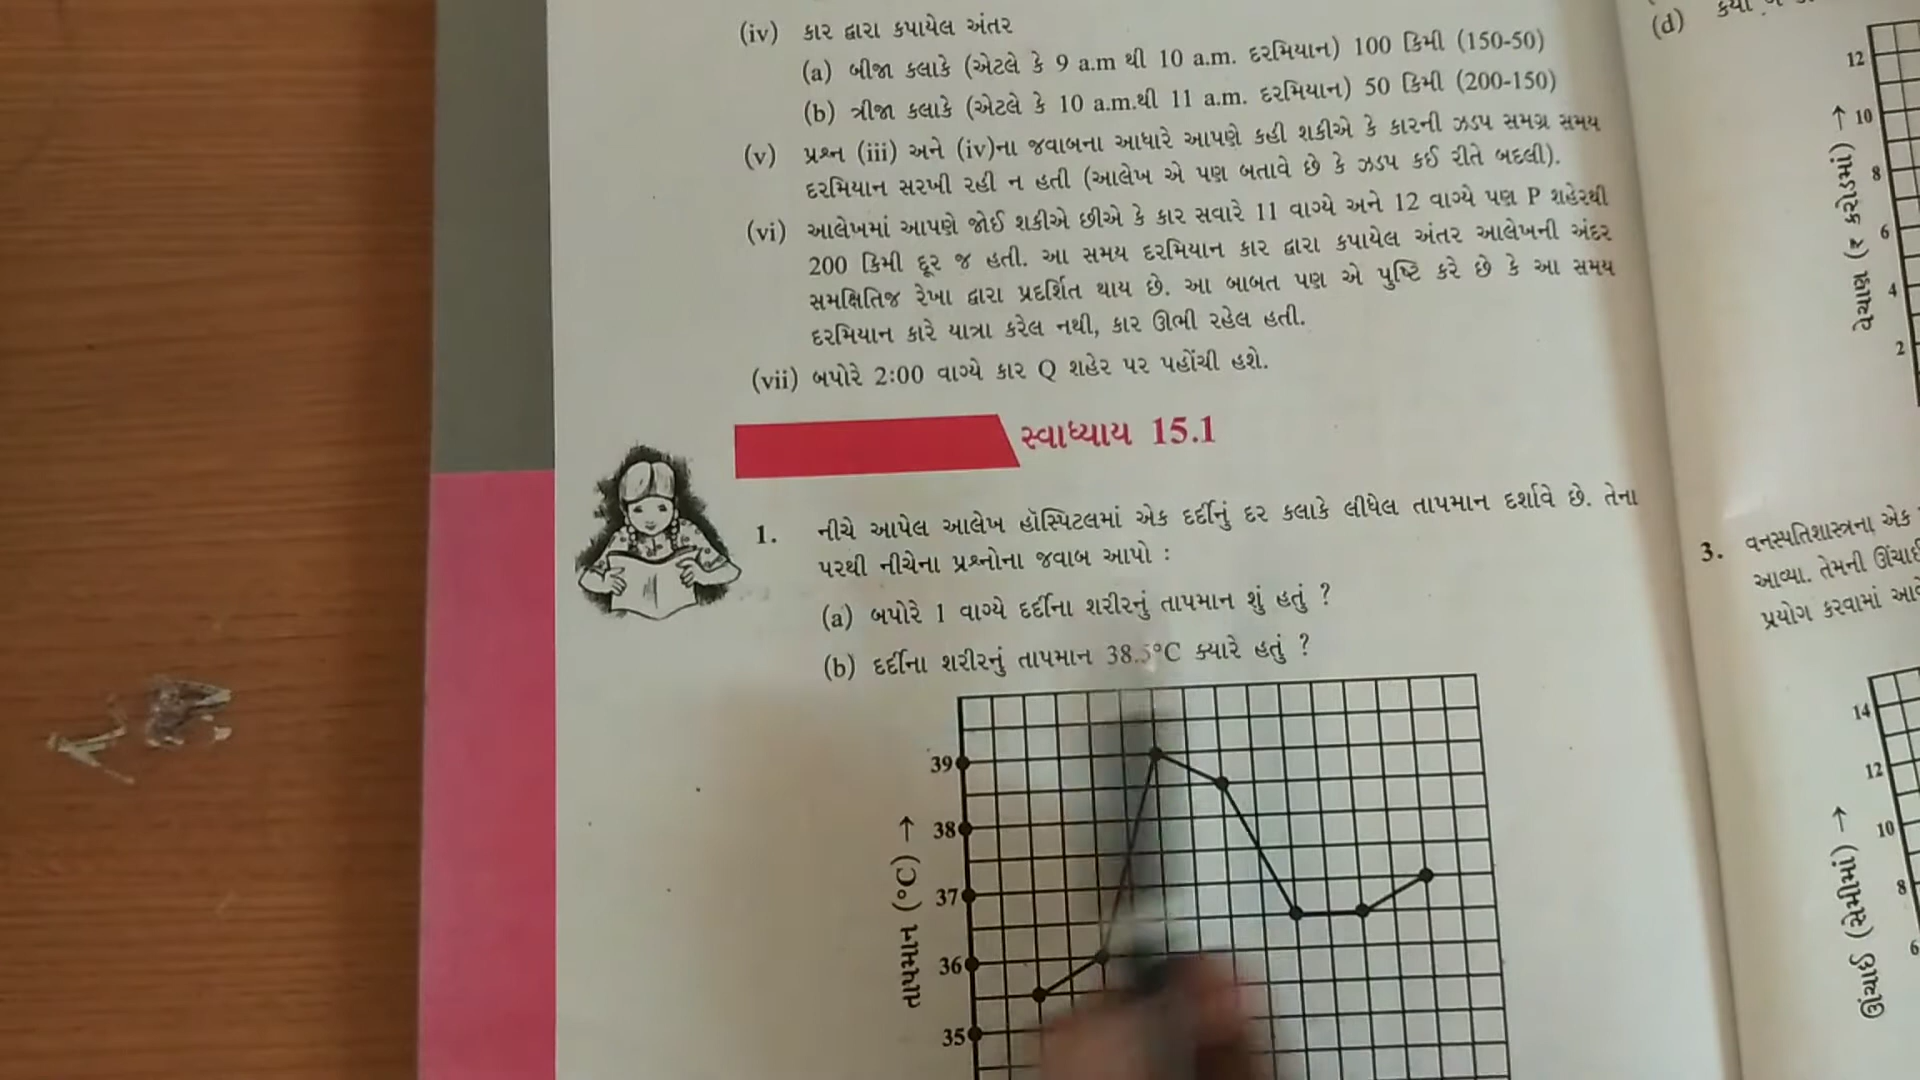 (iv) કાર દ્વારા કપાયેલ અંતર
(a) બીજા કલાકે (એટલે કે 9 a.m થી 10 a.m. દરમિયાન) 100 કિમી (150-50)
(b) ત્રીજા કલાકે (એટલે કે 10 a.m.થી 11 a.m. દરમિયાન) 50 કિમી (200-150)
(v) પ્રશ્ન (iii) અને (iv)ના જવાબના આધારે આપણે કહી શકીએ કે કારની ઝડપ સમગ્ર સમય
દરમિયાન સરખી રહી ન હતી (આલેખ એ પણ બતાવે છે કે ઝડપ કઈ રીતે બદલી).
(vi) આલેખમાં આપણે જોઈ શકીએ છીએ કે કાર સવારે 11 વાગ્યે અને 12 વાગ્યે પણ P શહેરથી
200 કિમી દૂર જ હતી. આ સમય દરમિયાન કાર દ્વારા કપાયેલ અંતર આલેખની અંદર
સમક્ષિતિજ રેખા દ્વારા પ્રદર્શિત થાય છે. આ બાબત પણ એ પુષ્ટિ કરે છે કે આ સમય
દરમિયાન કારે યાત્રા કરેલ નથી, કાર ઊભી રહેલ હતી.
(vii) બપોરે 2:00 વાગ્યે કાર Q શહેર પર પહોંચી હશે.
સ્વાધ્યાય 15.1
1. નીચે આપેલ આલેખ હૉસ્પિટલમાં એક દર્દીનું દર કલાકે લીધેલ તાપમાન દર્શાવે છે. તેના
પરથી નીચેના પ્રશ્નોના જવાબ આપો :
(a) બપોરે 1 વાગ્યે દર્દીના શરીરનું તાપમાન શું હતું ?
(b) દર્દીના શરીરનું તાપમાન 38.5°C ક્યારે હતું ?
39
38
37
36
35
તાપમાન (°C) →
(d)
12
10
8
6
4
2
વેચાણ (₹ કરોડમાં) →
3. વનસ્પતિશાસ્ત્રના એક
આવ્યા. તેમની
પ્રયોગ કરવામાં
14
12
10
8
6
ઊંચાઈ (સેમીમાં) →